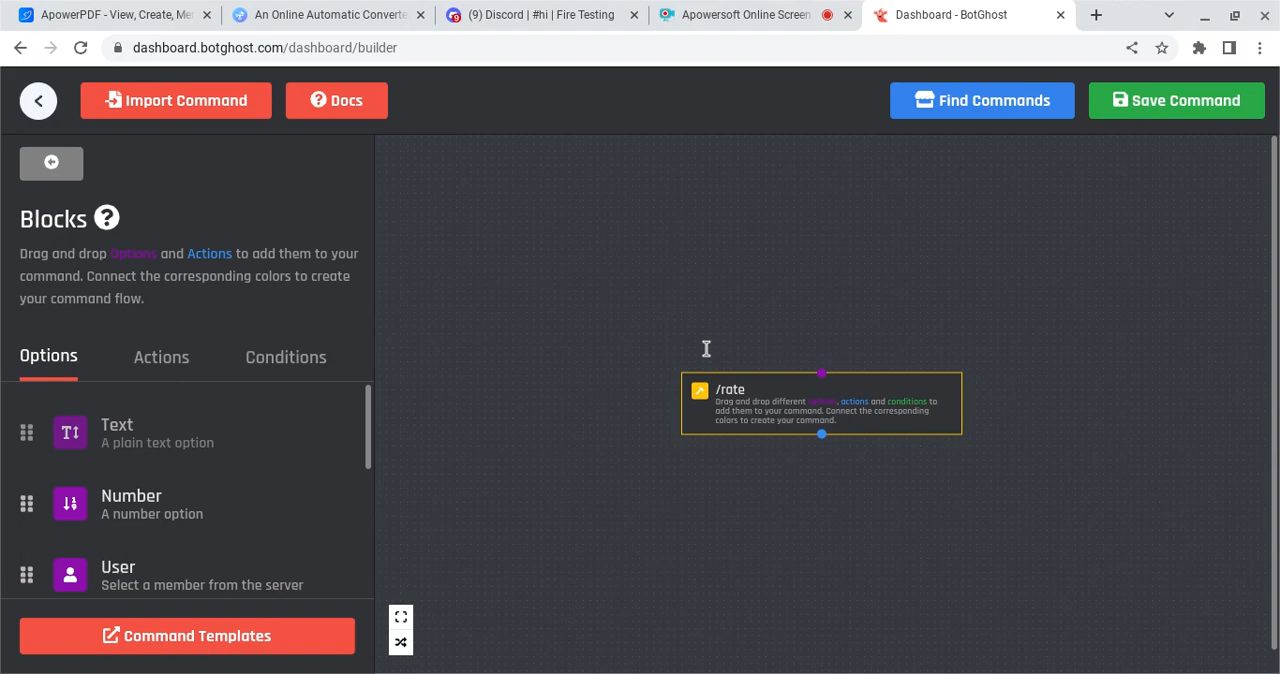 ApowerPDF - View, Create, Me
An Online Automatic Converte
(9) Discord | #hi | Fire Testing
Apowersoft Online Screen
Dashboard - BotGhost
dashboard.botghost.com/dashboard/builder
Import Command
Docs
Find Commands
Save Command
Blocks
Drag and drop Options and Actions to add them to your
command. Connect the corresponding colors to create
your command flow.
Options
Actions
Conditions
Text
A plain text option
Number
A number option
User
Select a member from the server
Command Templates
/rate
Drag and drop different options, actions and conditions to
add them to your command. Connect the corresponding
colors to create your command.